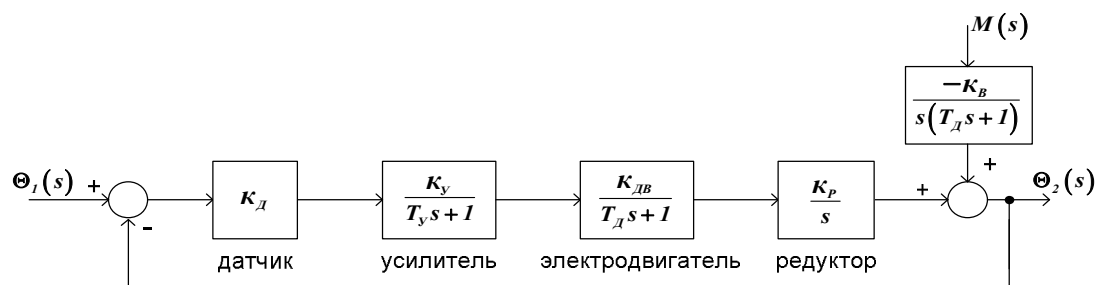 M(s)
−K_В
s(T_Д s+1)
Θ_1(s)
+
-
K_Д
K_У
T_У s+1
K_ДВ
T_Д s+1
K_Р
s
+
+
Θ_2(s)
датчик
усилитель
электродвигатель
редуктор